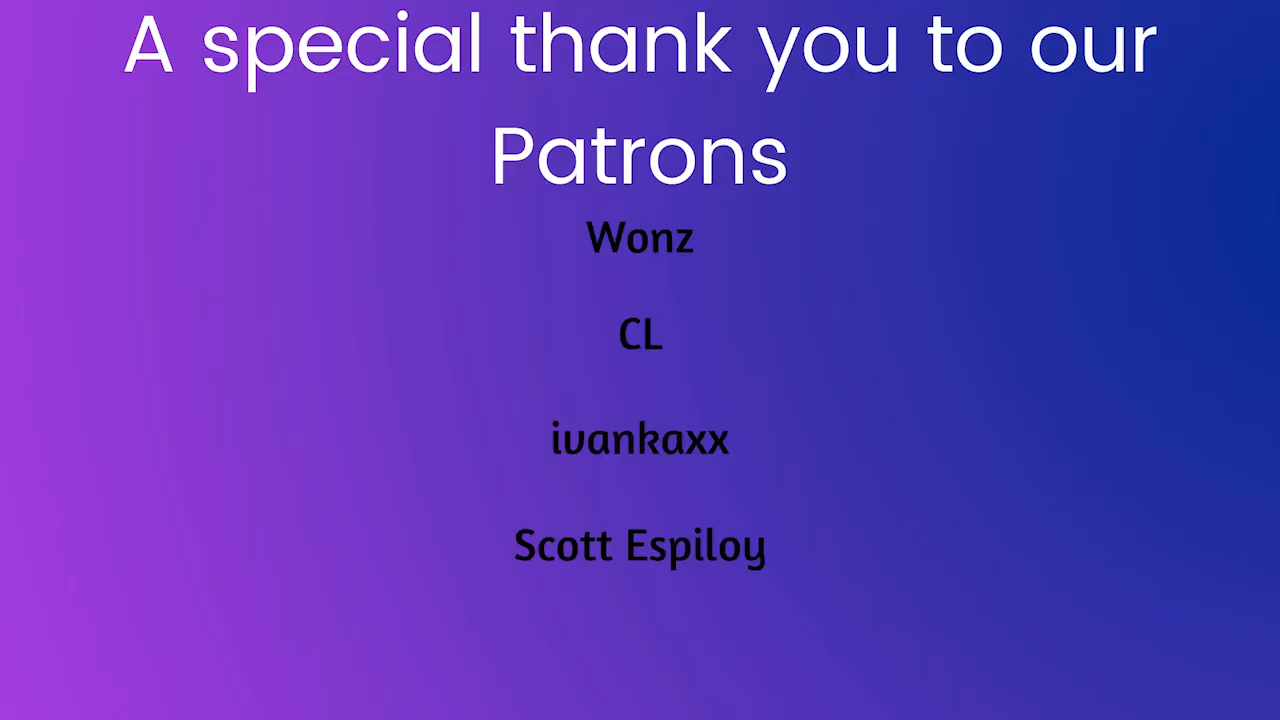 A special thank you to our
Patrons
Wonz
CL
ivankaxx
Scott Espiloy